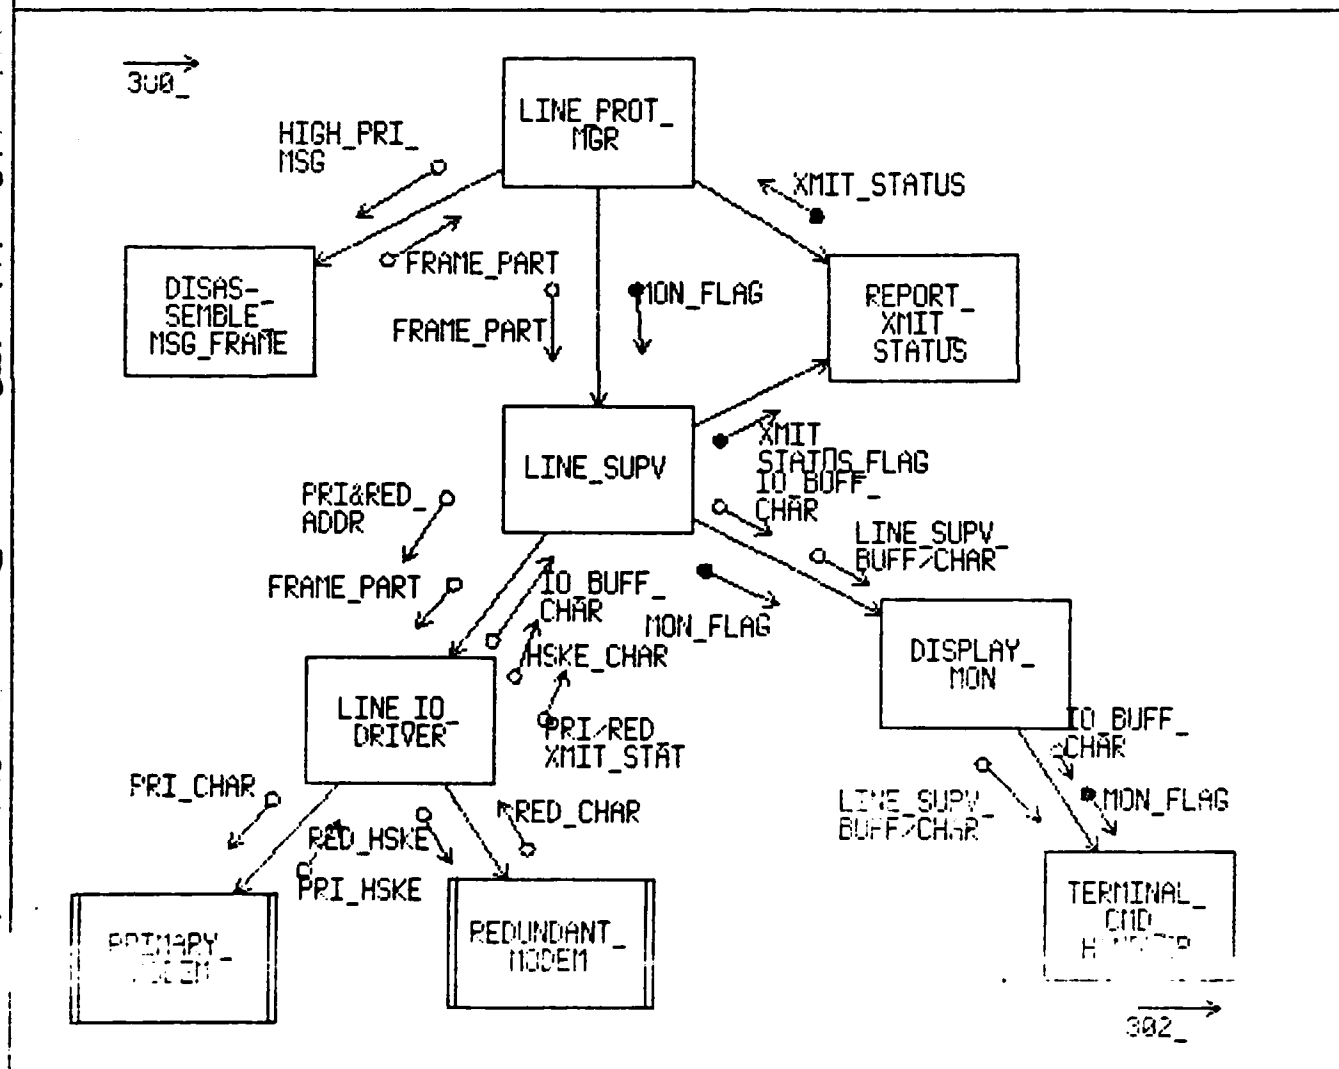 300_
LINE_PROT_
MGR
HIGH_PRI_
MSG
XMIT_STATUS
FRAME_PART
DISAS-_
SEMBLE_
MSG_FRAME
MON_FLAG
FRAME_PART
REPORT_
XMIT_
STATUS
LINE_SUPV
XMIT_
STATUS_FLAG
IO_BUFF_
CHAR
PRI&RED_
ADDR
LINE_SUPV_
BUFF/CHAR
FRAME_PART
IO_BUFF_
CHAR
MON_FLAG
HSKE_CHAR
DISPLAY_
MON
LINE_IO_
DRIVER
PRI/RED_
XMIT_STAT
IO_BUFF_
CHAR
PRI_CHAR
RED_CHAR
LINE_SUPV_
BUFF/CHAR
MON_FLAG
RED_HSKE
PRI_HSKE
TERMINAL_
CMD_
PRIMARY_
MODEM
REDUNDANT_
MODEM
302_